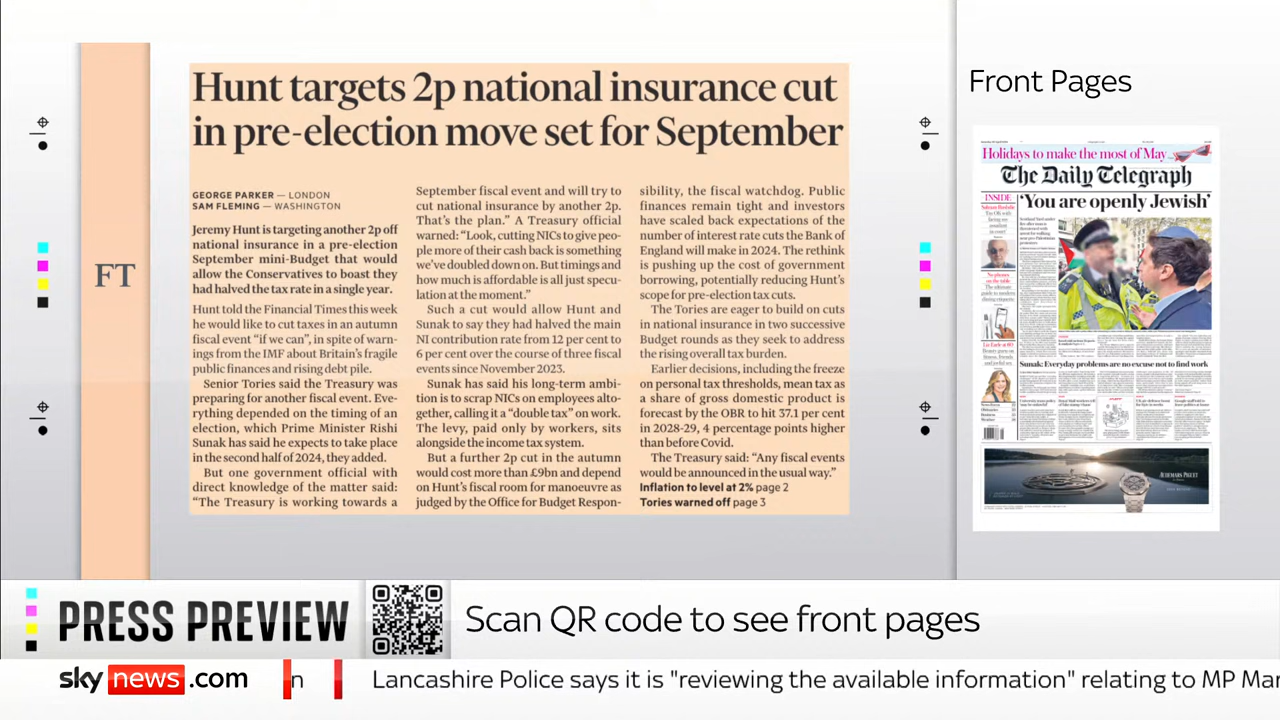 FT
Hunt targets 2p national insurance cut
in pre-election move set for September
GEORGE PARKER — LONDON
SAM FLEMING — WASHINGTON
Jeremy Hunt is targeting another 2p off
national insurance in a pre-election
September mini-Budget that would
allow the Conservatives to boast they
had halved the tax rate in a single year.
Hunt told the Financial Times this week
he would like to cut taxes in an autumn
fiscal event “if we can”, in spite of warn-
ings from the IMF about Britain’s fragile
public finances and rising debt pile.
Senior Tories said the Treasury was
preparing for another fiscal event. Eve-
rything depended on the timing of an
election, which Prime Minister Rishi
Sunak has said he expects to take place
in the second half of 2024, they added.
But one government official with
direct knowledge of the matter said:
“The Treasury is working towards a
September fiscal event and will try to
cut national insurance by another 2p.
That’s the plan.” A Treasury official
warned: “Look, cutting NICs to give peo-
ple more of their cash back is something
we’ve doubled down on. But timings and
how much is affordable is all just specu-
lation at the moment.”
Such a cut would allow
Sunak to say they had halved the main
NI contribution rate from 12 per cent to
6 per cent over the course of three fiscal
events since November 2023.
Sunak has said his long-term ambi-
tion is to scrap NICs on employees alto-
gether, calling it a “double tax” on work.
The levy, paid only by workers, sits
alongside the income tax system.
But a further 2p cut in the autumn
would cost more than £9bn and depend
on Hunt’s having room for manoeuvre as
judged by the Office for Budget Respon-
sibility, the fiscal watchdog. Public
finances remain tight and investors
have scaled back expectations of the
number of interest rate cuts the Bank of
England will make in 2024. The rethink
is pushing up the cost of government
borrowing, potentially reducing Hunt’s
scope for pre-election treats.
The Tories are eager to build on cuts
in national insurance in two successive
Budget rounds as they seek to address
the rising overall tax burden.
Earlier decisions, including the freeze
on personal tax thresholds, mean tax as
a share of gross domestic product is
forecast by the OBR to hit 37.1 per cent
in 2028-29, percentage points higher
than before Covid.
The Treasury said: “Any fiscal events
would be announced in the usual way.”
Inflation to level at 2% page 2
Tories warned off page 3
Front Pages
Holidays to make the most of May
The Daily Telegraph
INSIDE
‘You are openly Jewish’
Sunak: Everyday problems are no excuse not to find work
AUDEMARS PIGUET
PRESS PREVIEW
Scan QR code to see front pages
sky news .com
n
Lancashire Police says it is "reviewing the available information" relating to MP Mar